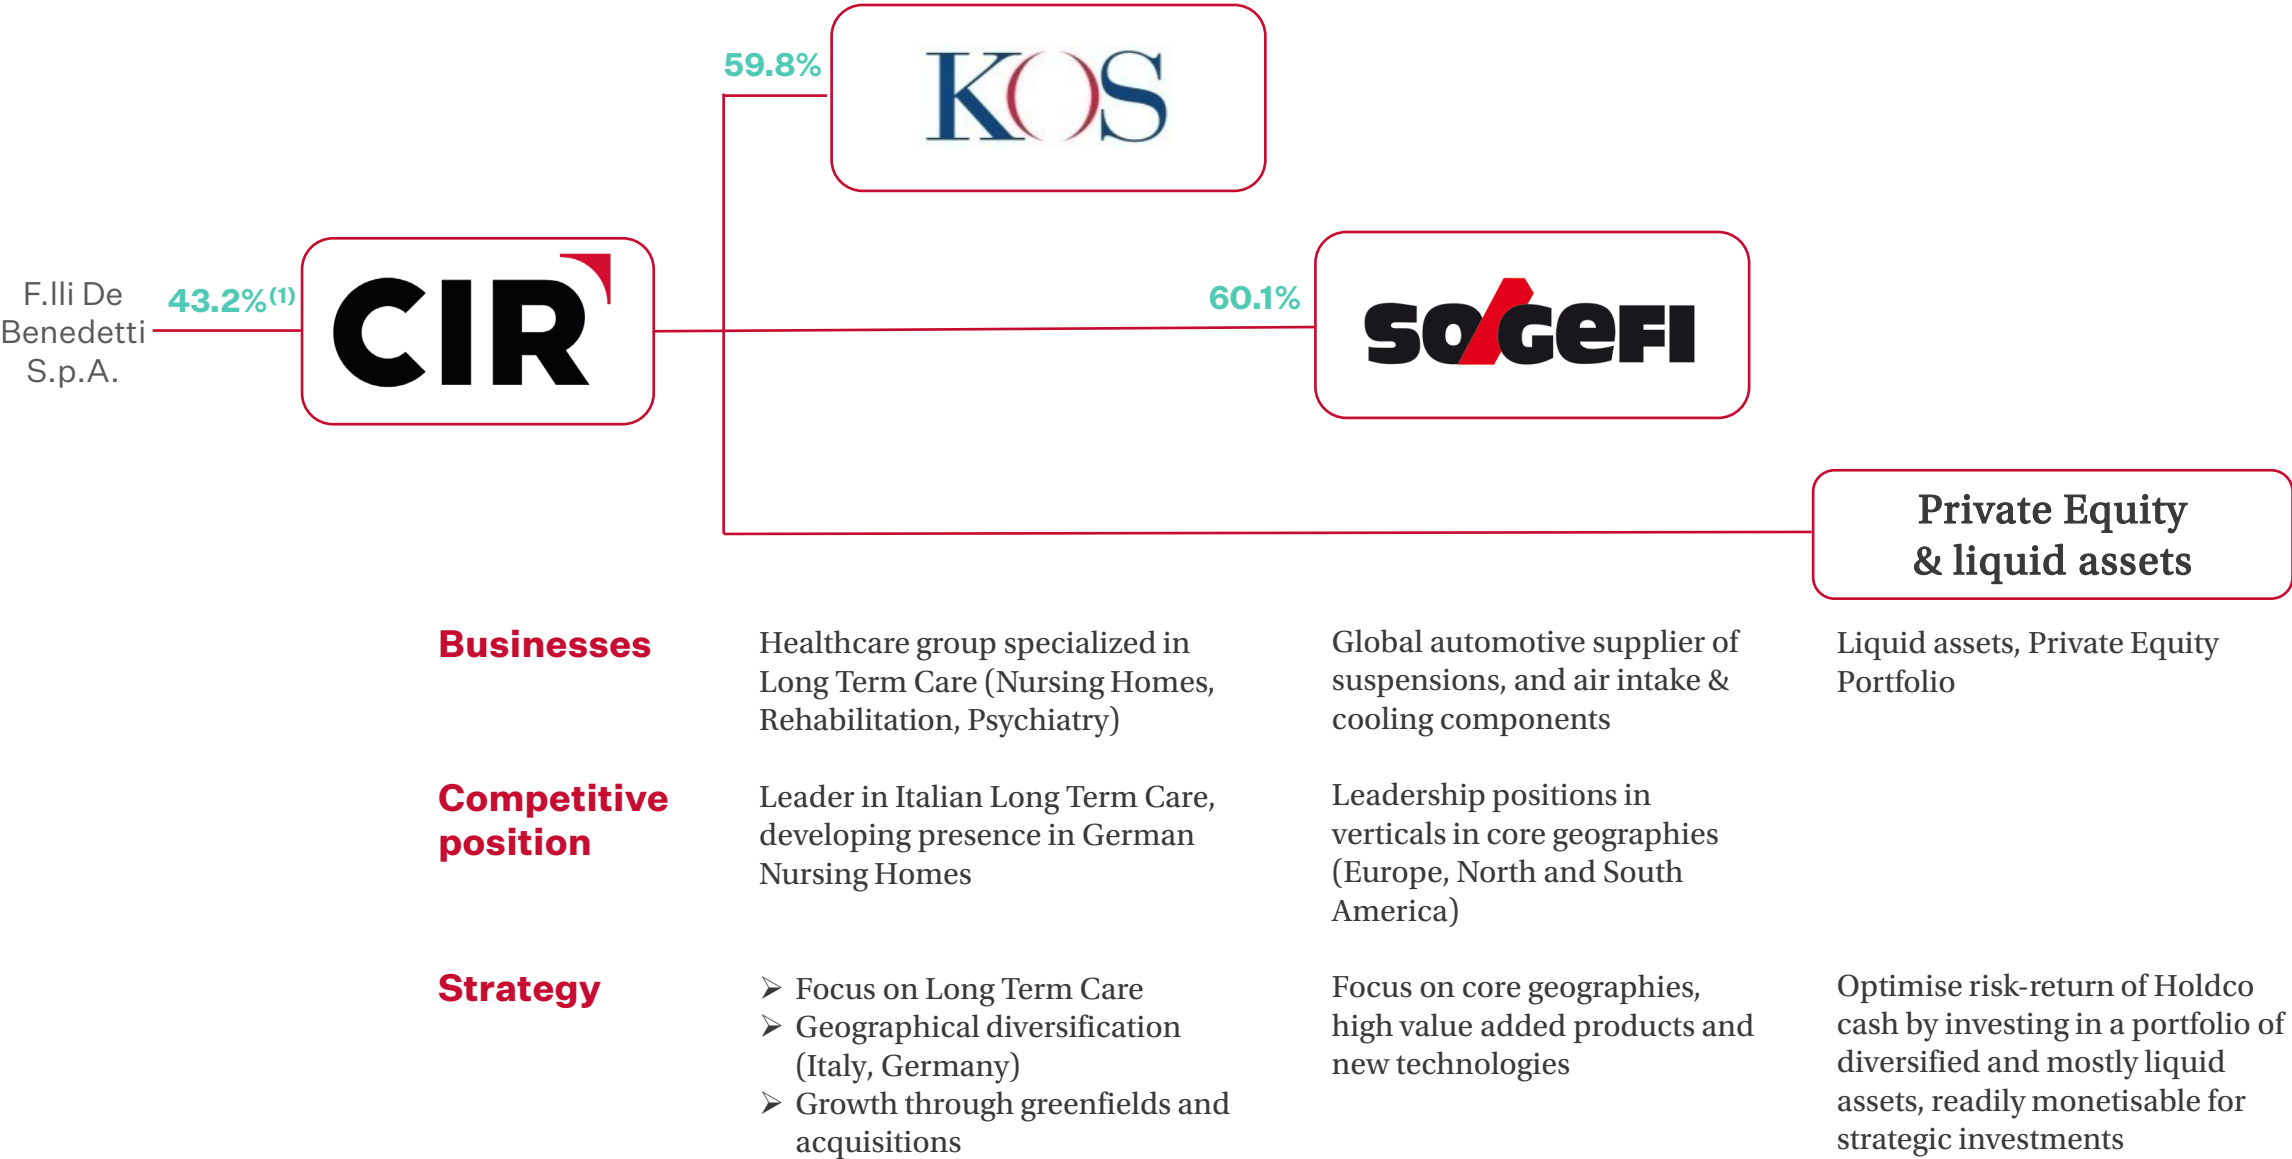 59.8%
KOS
F.lli De
Benedetti
S.p.A.
43.2%(1)
CIR
60.1%
SOGEFI
Private Equity
& liquid assets
Businesses
Healthcare group specialized in
Long Term Care (Nursing Homes,
Rehabilitation, Psychiatry)
Global automotive supplier of
suspensions, and air intake &
cooling components
Liquid assets, Private Equity
Portfolio
Competitive
position
Leader in Italian Long Term Care,
developing presence in German
Nursing Homes
Leadership positions in
verticals in core geographies
(Europe, North and South
America)
Strategy
➢ Focus on Long Term Care
➢ Geographical diversification
(Italy, Germany)
➢ Growth through greenfields and
acquisitions
Focus on core geographies,
high value added products and
new technologies
Optimise risk-return of Holdco
cash by investing in a portfolio of
diversified and mostly liquid
assets, readily monetisable for
strategic investments